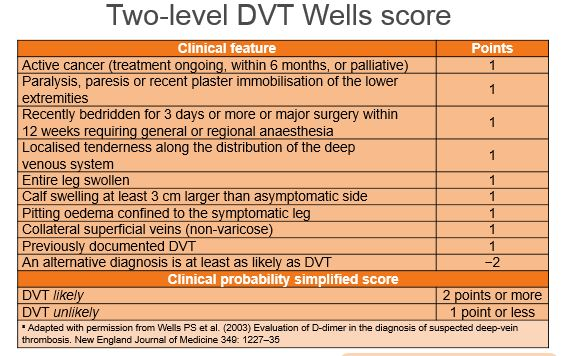 Two-level DVT Wells score
Clinical feature Points
Active cancer (treatment ongoing, within 6 months, or palliative) 1
Paralysis, paresis or recent plaster immobilisation of the lower
extremities 1
Recently bedridden for 3 days or more or major surgery within
12 weeks requiring general or regional anaesthesia 1
Localised tenderness along the distribution of the deep
venous system 1
Entire leg swollen 1
Calf swelling at least 3 cm larger than asymptomatic side 1
Pitting oedema confined to the symptomatic leg 1
Collateral superficial veins (non-varicose) 1
Previously documented DVT 1
An alternative diagnosis is at least as likely as DVT −2
Clinical probability simplified score
DVT likely 2 points or more
DVT unlikely 1 point or less
ª Adapted with permission from Wells PS et al. (2003) Evaluation of D-dimer in the diagnosis of suspected deep-vein
thrombosis. New England Journal of Medicine 349: 1227–35